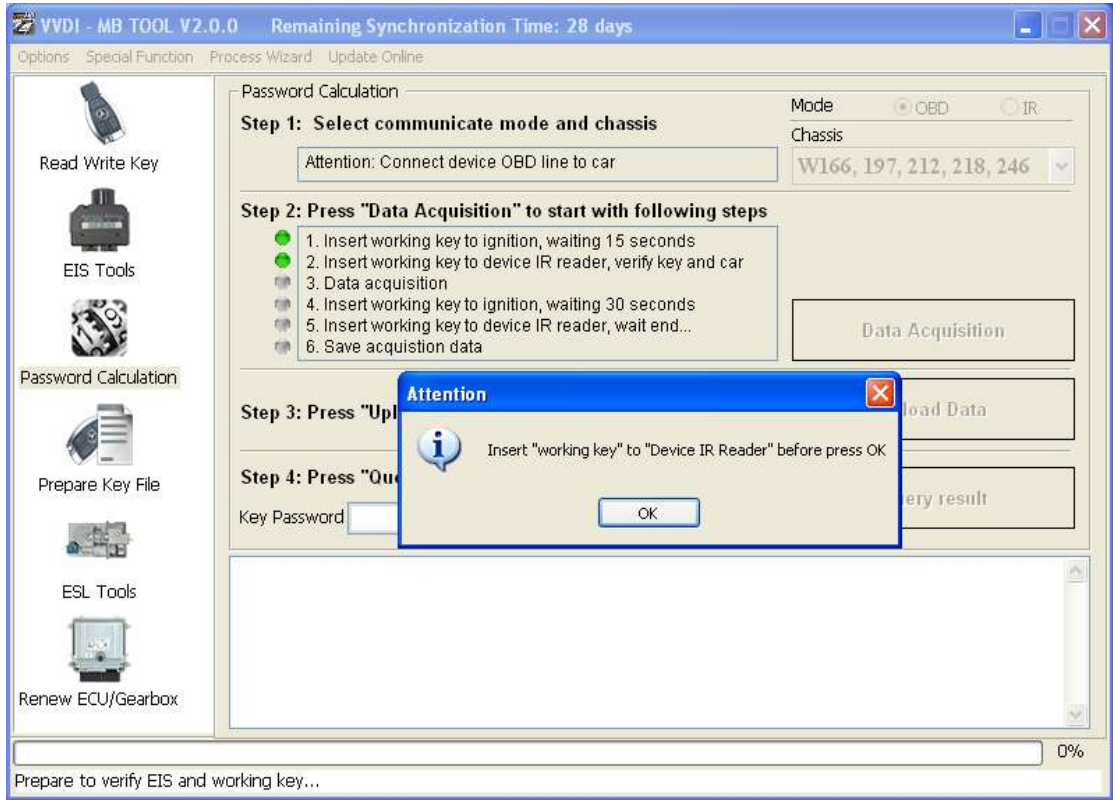 VVDI - MB TOOL V2.0.0 Remaining Synchronization Time: 28 days
Options Special Function Process Wizard Update Online
Read Write Key
EIS Tools
Password Calculation
Prepare Key File
ESL Tools
Renew ECU/Gearbox
Password Calculation
Step 1: Select communicate mode and chassis
Mode OBD IR
Chassis
Attention: Connect device OBD line to car
W166, 197, 212, 218, 246
Step 2: Press "Data Acquisition" to start with following steps
1. Insert working key to ignition, waiting 15 seconds
2. Insert working key to device IR reader, verify key and car
3. Data acquisition
4. Insert working key to ignition, waiting 30 seconds
5. Insert working key to device IR reader, wait end...
6. Save acquistion data
Data Acquisition
Step 3: Press "Upl
load Data
Step 4: Press "Que
ery result
Key Password
Attention
Insert "working key" to "Device IR Reader" before press OK
OK
0%
Prepare to verify EIS and working key...